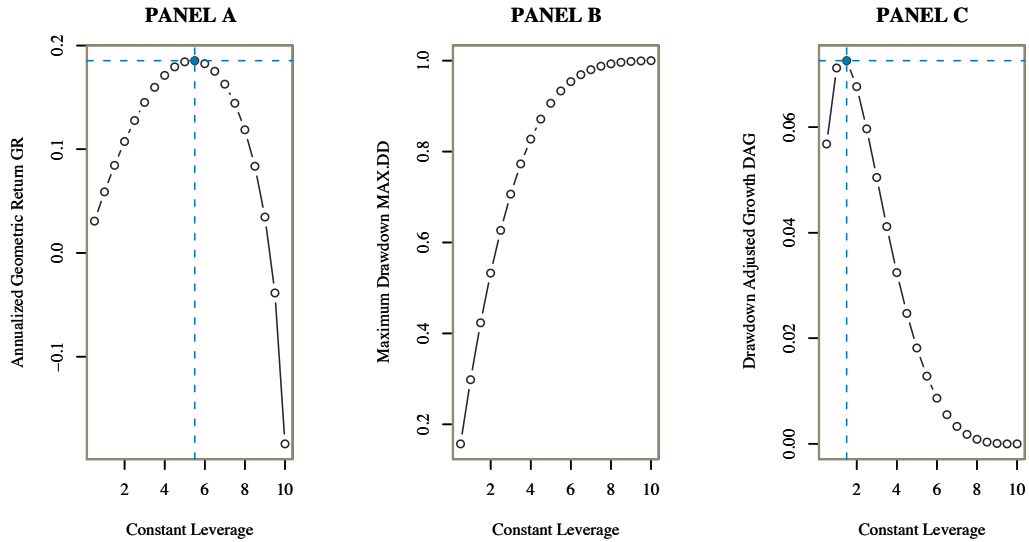 PANEL A
Annualized Geometric Return GR
0.2
0.1
0.0
−0.1
2 4 6 8 10
Constant Leverage
PANEL B
Maximum Drawdown MAX.DD
1.0
0.8
0.6
0.4
0.2
2 4 6 8 10
Constant Leverage
PANEL C
Drawdown Adjusted Growth DAG
0.06
0.04
0.02
0.00
2 4 6 8 10
Constant Leverage